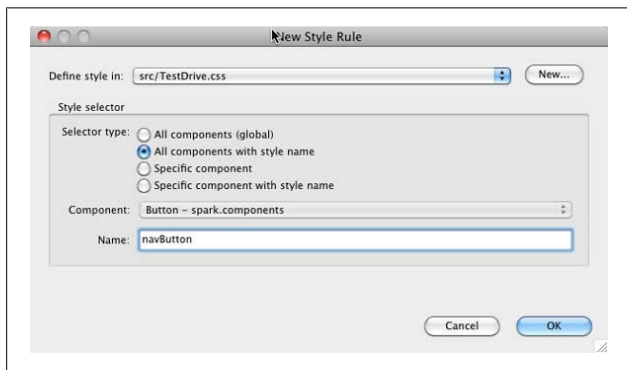 New Style Rule
Define style in: src/TestDrive.css New...
Style selector
Selector type: All components (global)
All components with style name
Specific component
Specific component with style name
Component: Button – spark.components
Name: navButton
Cancel OK